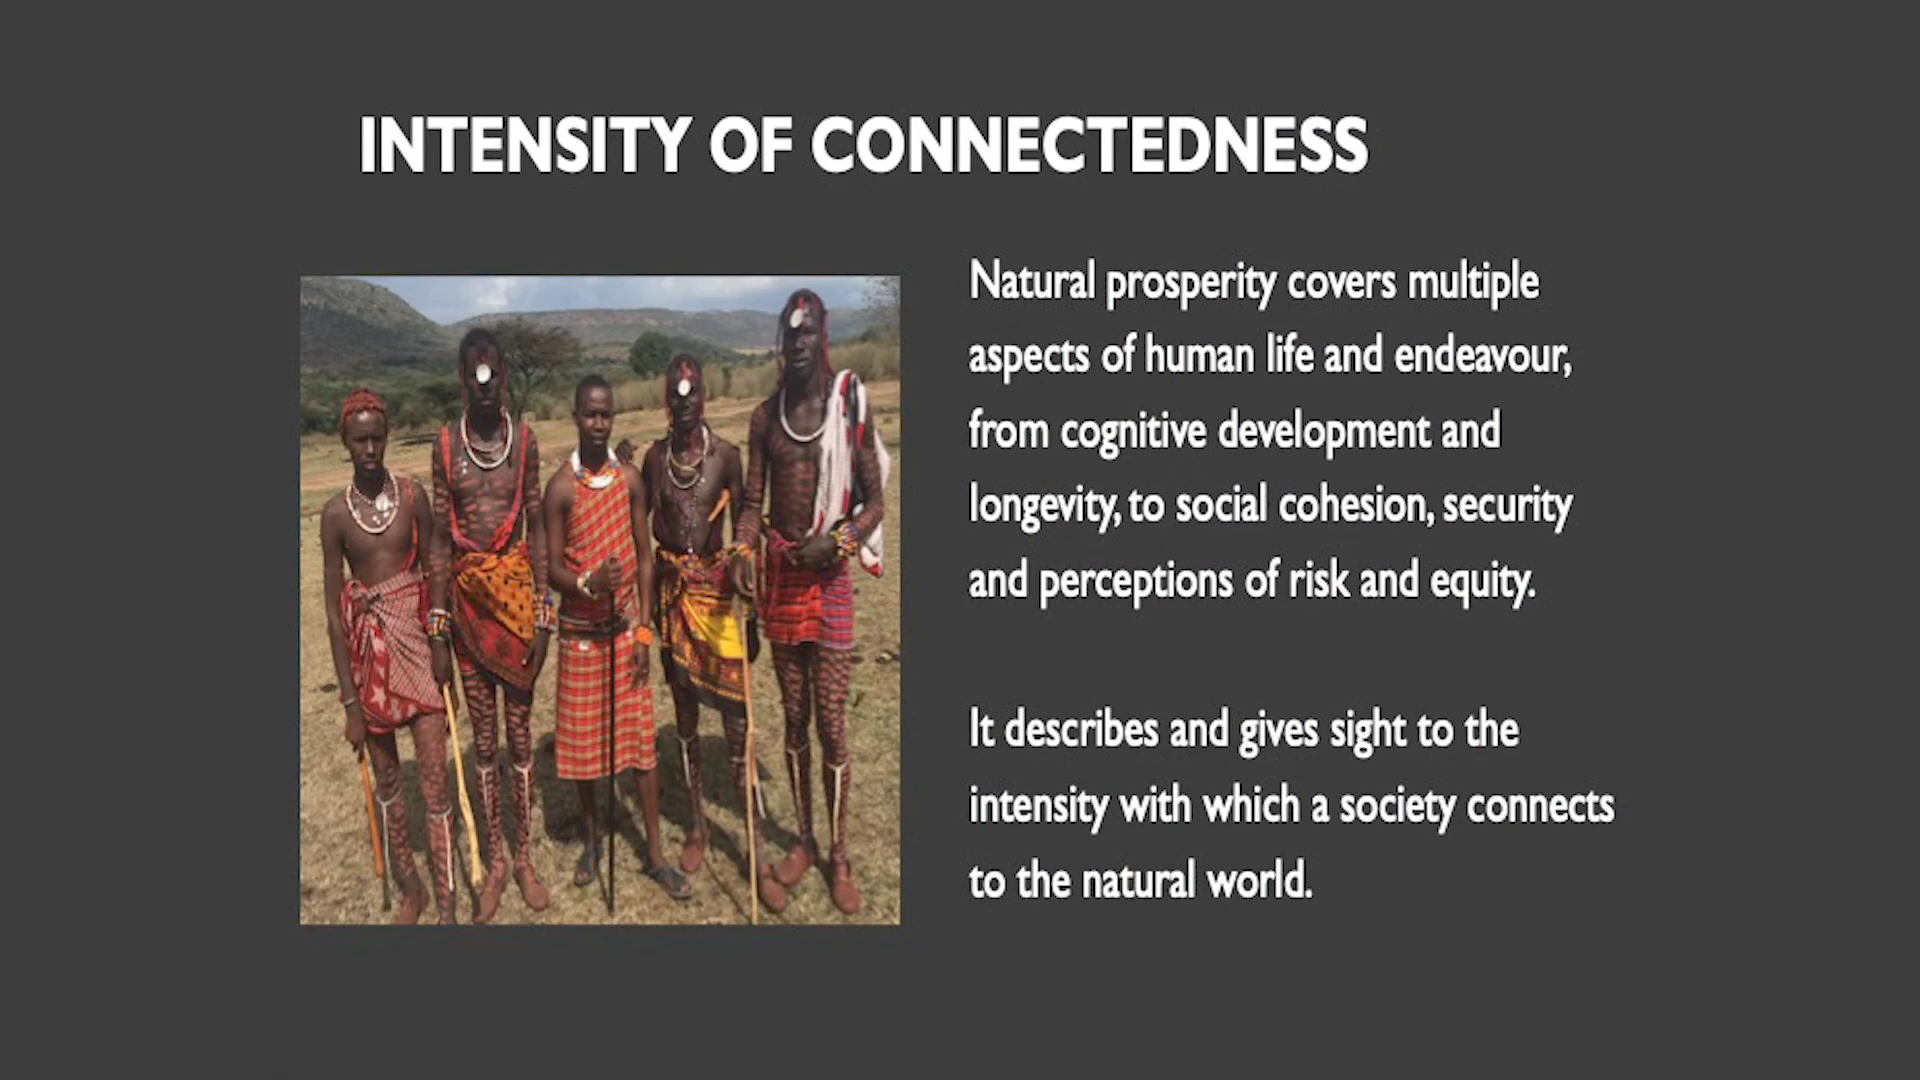 INTENSITY OF CONNECTEDNESS
Natural prosperity covers multiple
aspects of human life and endeavour,
from cognitive development and
longevity, to social cohesion, security
and perceptions of risk and equity.
It describes and gives sight to the
intensity with which a society connects
to the natural world.